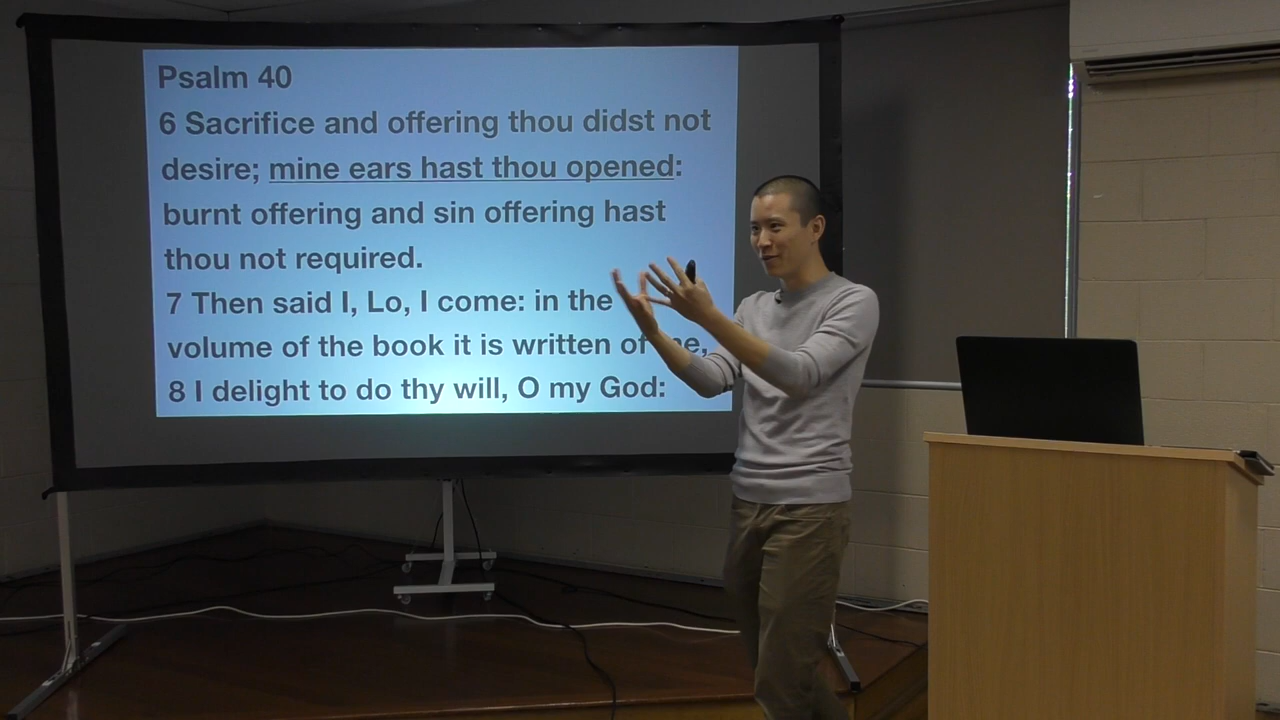 Psalm 40
6 Sacrifice and offering thou didst not
desire; mine ears hast thou opened:
burnt offering and sin offering hast
thou not required.
7 Then said I, Lo, I come: in the
volume of the book it is written of me,
8 I delight to do thy will, O my God: